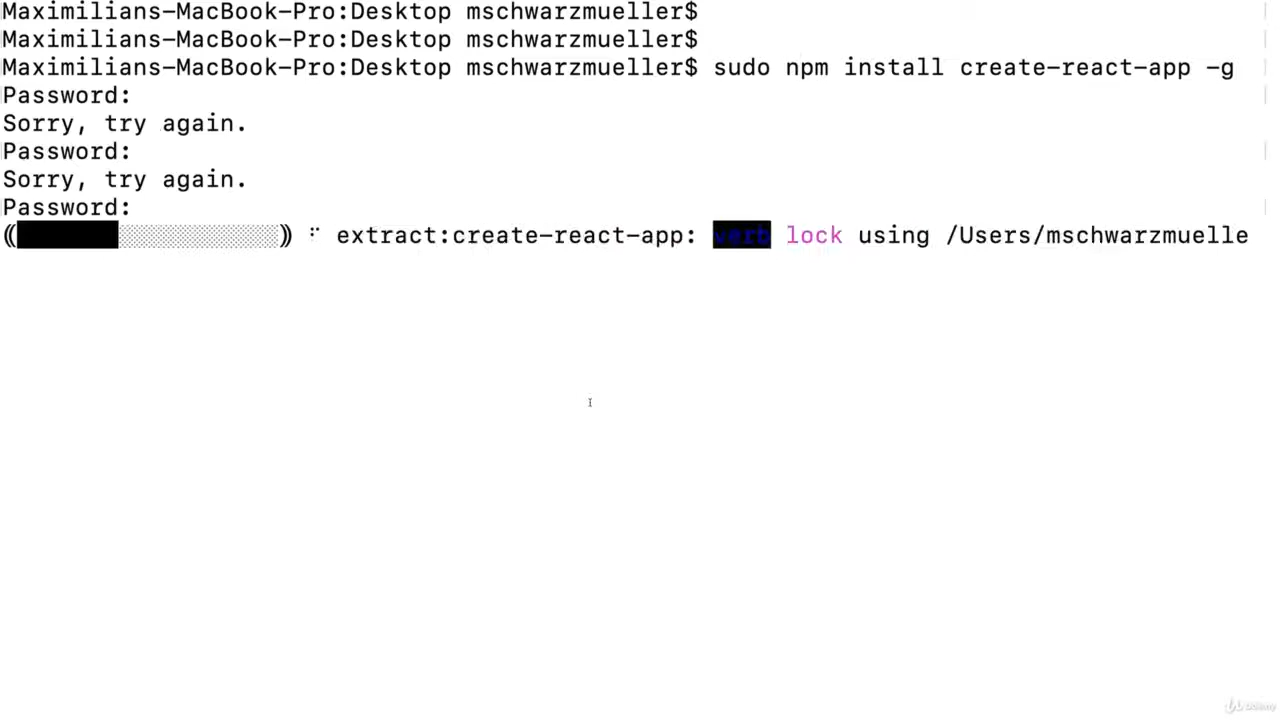 Maximilians-MacBook-Pro:Desktop mschwarzmueller$
Maximilians-MacBook-Pro:Desktop mschwarzmueller$
Maximilians-MacBook-Pro:Desktop mschwarzmueller$ sudo npm install create-react-app -g
Password:
Sorry, try again.
Password:
Sorry, try again.
Password:
extract:create-react-app: verb lock using /Users/mschwarzmuelle
Udemy